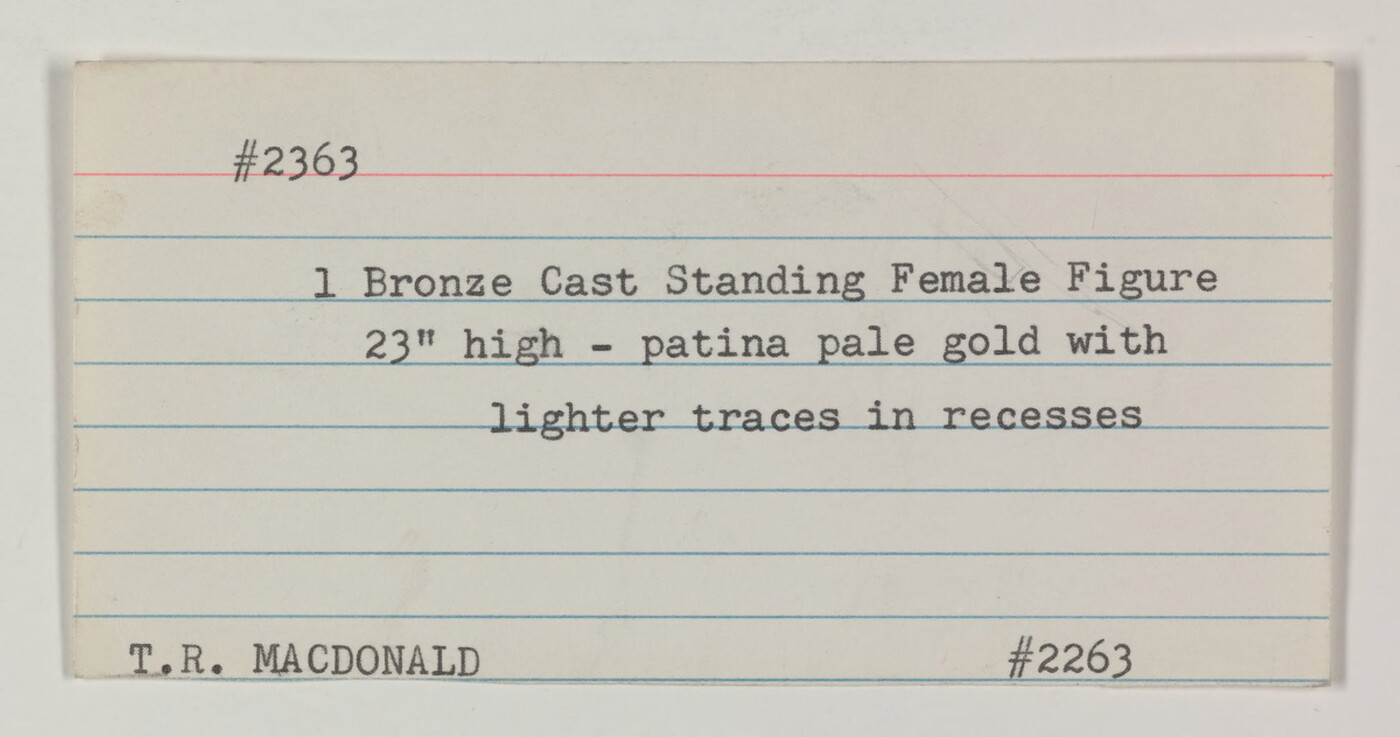 #2363
1 Bronze Cast Standing Female Figure
23" high - patina pale gold with
lighter traces in recesses
T.R. MACDONALD #2263